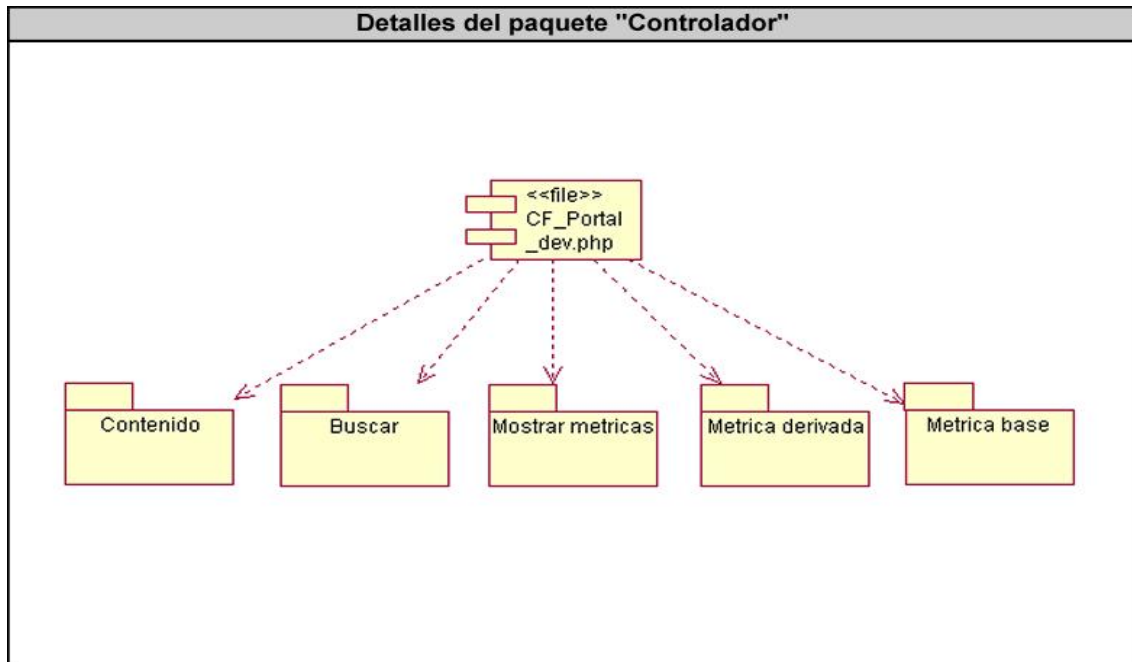 Detalles del paquete "Controlador"
<<file>>
CF_Portal
_dev.php
Contenido
Buscar
Mostrar metricas
Metrica derivada
Metrica base